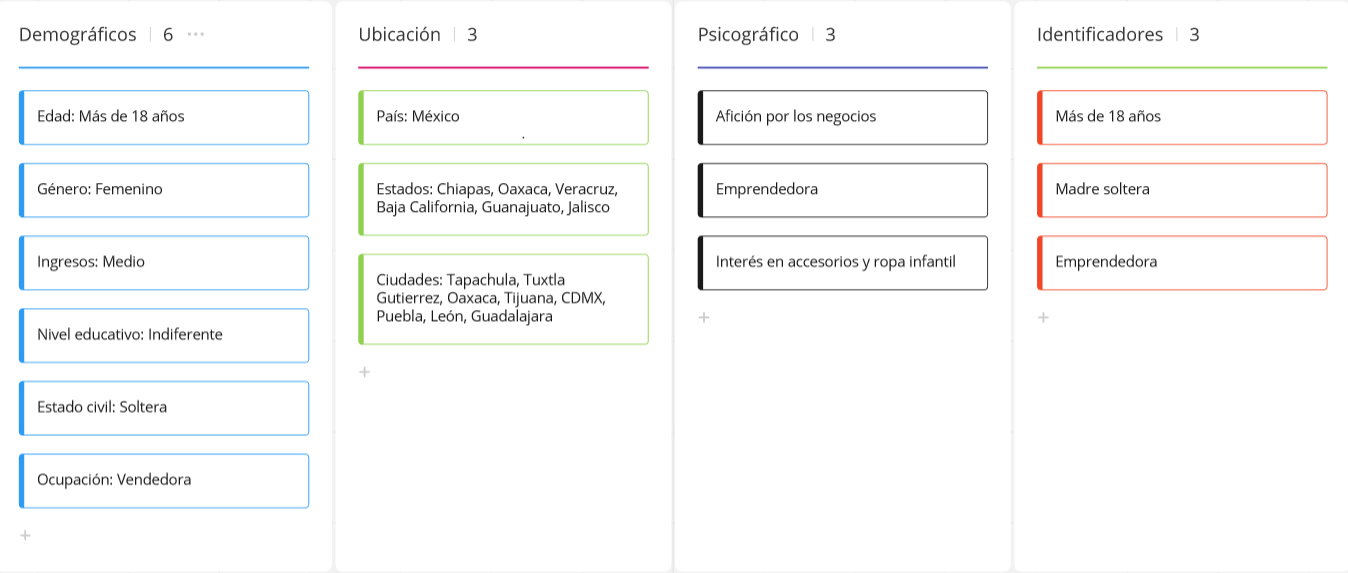 Demográficos 6 ...
Edad: Más de 18 años
Género: Femenino
Ingresos: Medio
Nivel educativo: Indiferente
Estado civil: Soltera
Ocupación: Vendedora
+
Ubicación 3
País: México
.
Estados: Chiapas, Oaxaca, Veracruz,
Baja California, Guanajuato, Jalisco
Ciudades: Tapachula, Tuxtla
Gutierrez, Oaxaca, Tijuana, CDMX,
Puebla, León, Guadalajara
+
Psicográfico 3
Afición por los negocios
Emprendedora
Interés en accesorios y ropa infantil
+
Identificadores 3
Más de 18 años
Madre soltera
Emprendedora
+